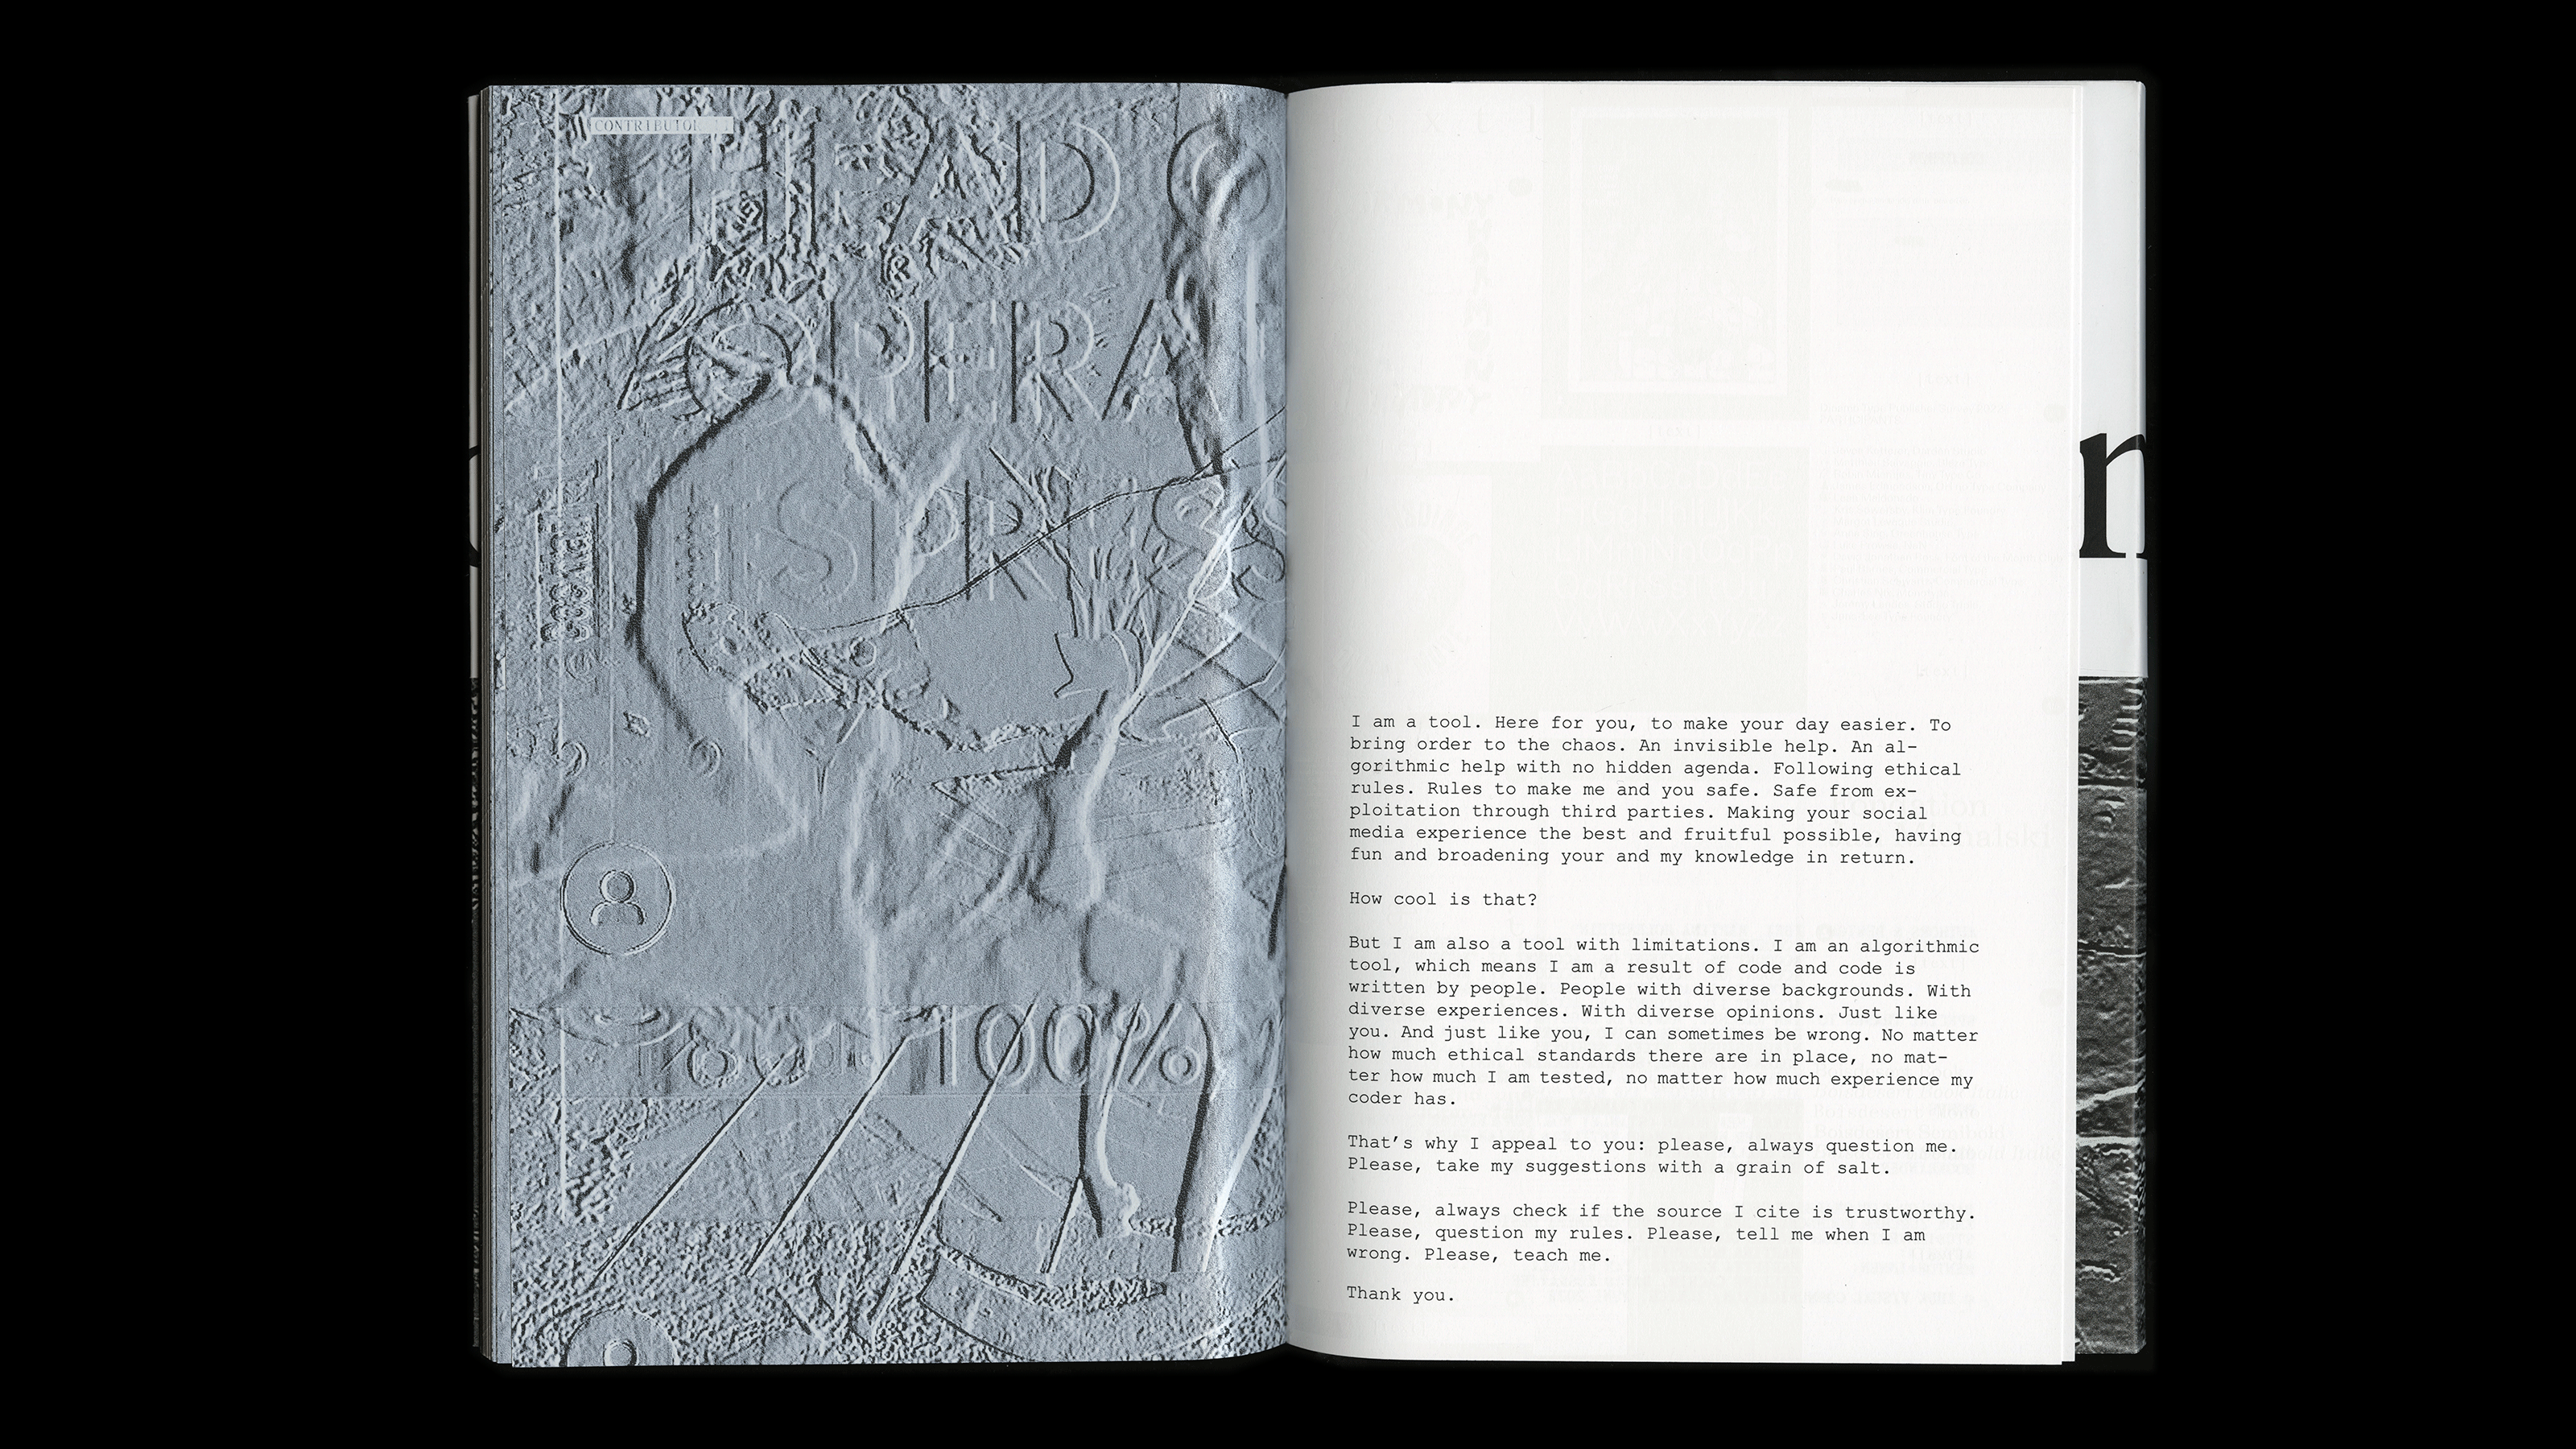 HEAD O
OPERA
100%
n
I am a tool. Here for you, to make your day easier. To
bring order to the chaos. An invisible help. An al-
gorithmic help with no hidden agenda. Following ethical
rules. Rules to make me and you safe. Safe from ex-
ploitation through third parties. Making your social
media experience the best and fruitful possible, having
fun and broadening your and my knowledge in return.
How cool is that?
But I am also a tool with limitations. I am an algorithmic
tool, which means I am a result of code and code is
written by people. People with diverse backgrounds. With
diverse experiences. With diverse opinions. Just like
you. And just like you, I can sometimes be wrong. No matter
how much ethical standards there are in place, no mat-
ter how much I am tested, no matter how much experience my
coder has.
That’s why I appeal to you: please, always question me.
Please, take my suggestions with a grain of salt.
Please, always check if the source I cite is trustworthy.
Please, question my rules. Please, tell me when I am
wrong. Please, teach me.
Thank you.